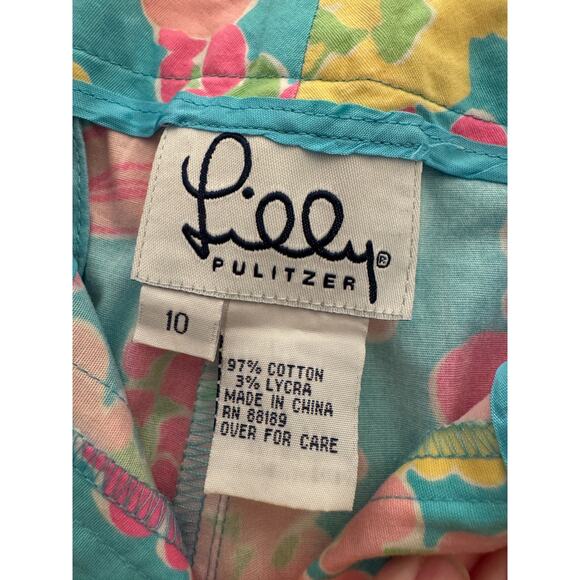 Lilly®
PULITZER
10
97% COTTON
3% LYCRA
MADE IN CHINA
RN 88189
OVER FOR CARE